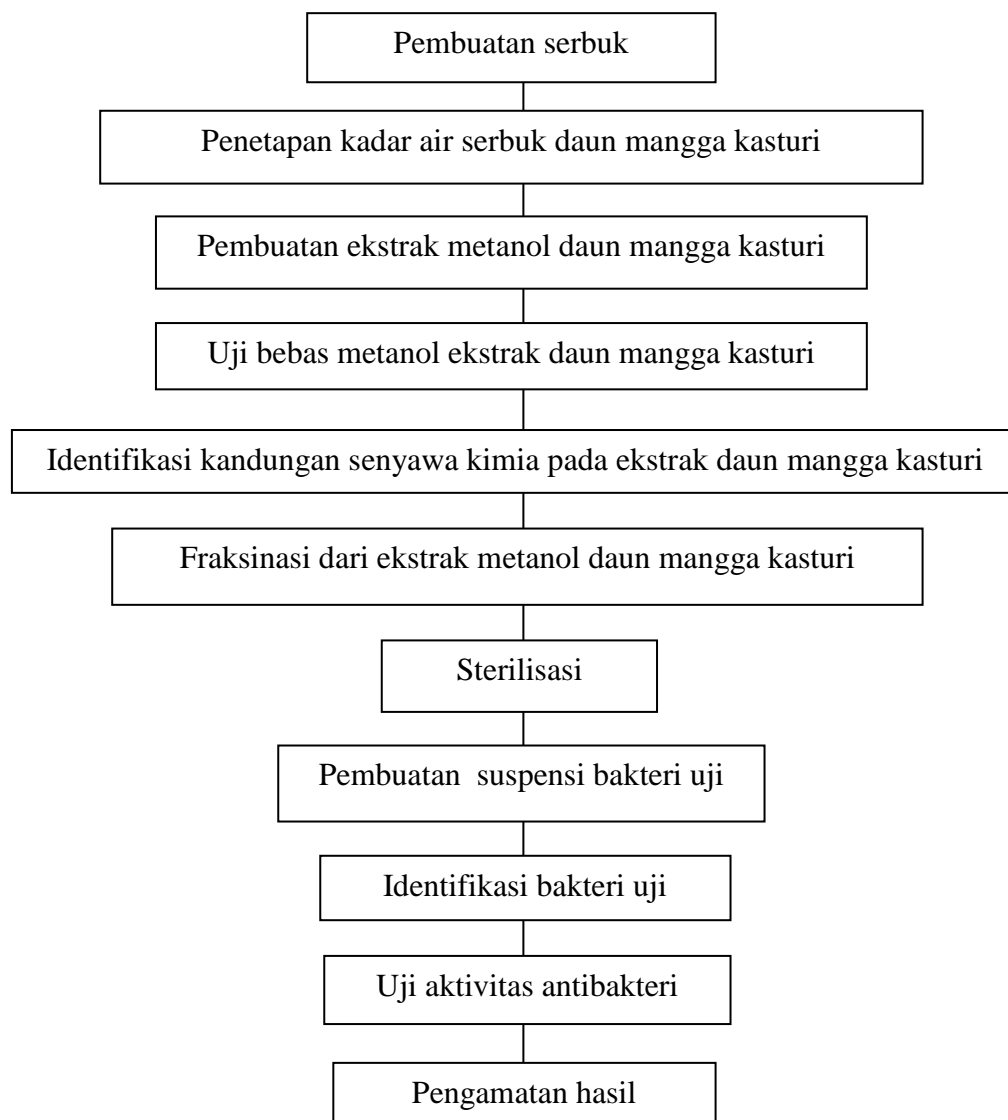 Pembuatan serbuk
Penetapan kadar air serbuk daun mangga kasturi
Pembuatan ekstrak metanol daun mangga kasturi
Uji bebas metanol ekstrak daun mangga kasturi
Identifikasi kandungan senyawa kimia pada ekstrak daun mangga kasturi
Fraksinasi dari ekstrak metanol daun mangga kasturi
Sterilisasi
Pembuatan suspensi bakteri uji
Identifikasi bakteri uji
Uji aktivitas antibakteri
Pengamatan hasil